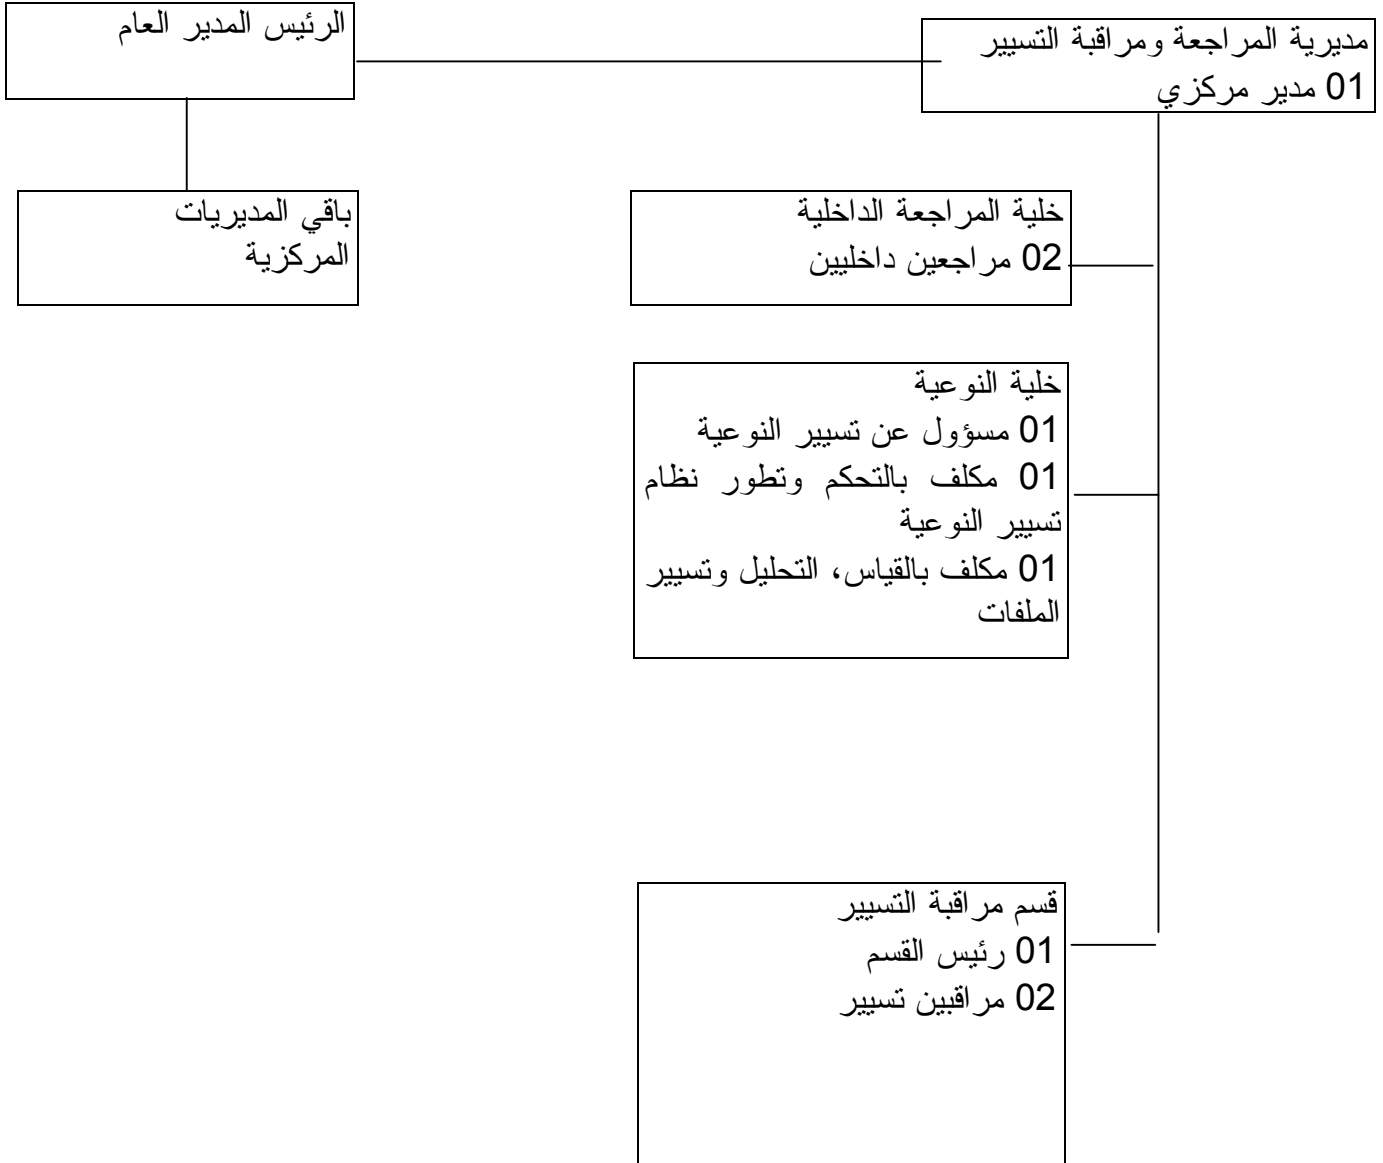 الرئيس المدير العام
مديرية المراجعة ومراقبة التسيير
01 مدير مركزي
باقي المديريات
المركزية
خلية المراجعة الداخلية
02 مراجعين داخليين
خلية النوعية
01 مسؤول عن تسيير النوعية
01 مكلف بالتحكم وتطور نظام
تسيير النوعية
01 مكلف بالقياس، التحليل وتسيير
الملفات
قسم مراقبة التسيير
01 رئيس القسم
02 مراقبين تسيير